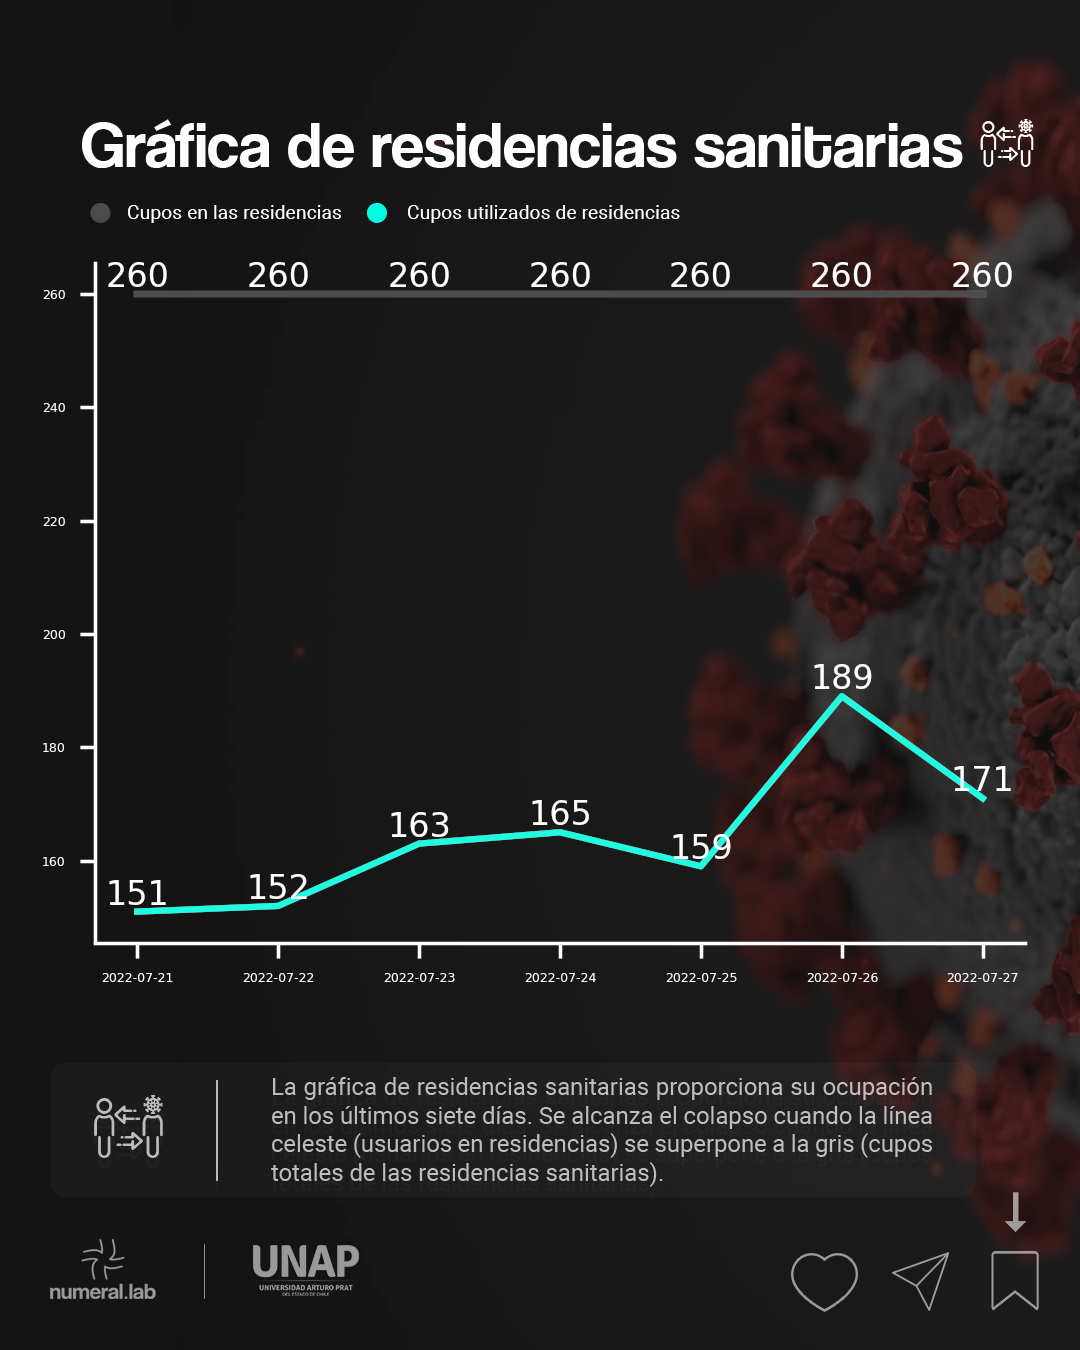 Gráfica de residencias sanitarias
Cupos en las residencias
Cupos utilizados de residencias
260 260 260 260 260 260 260
260
240
220
200
180
160
151 152 163 165 159 189 171
2022-07-21 2022-07-22 2022-07-23 2022-07-24 2022-07-25 2022-07-26 2022-07-27
La gráfica de residencias sanitarias proporciona su ocupación
en los últimos siete días. Se alcanza el colapso cuando la línea
celeste (usuarios en residencias) se superpone a la gris (cupos
totales de las residencias sanitarias).
numeral.lab
UNAP
UNIVERSIDAD ARTURO PRAT
DEL ESTADO DE CHILE